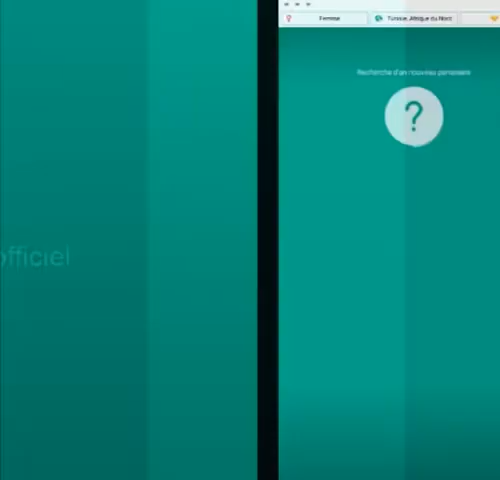 Femme
Tunisie, Afrique du Nord
Recherche d'un nouveau partenaire
?
officiel